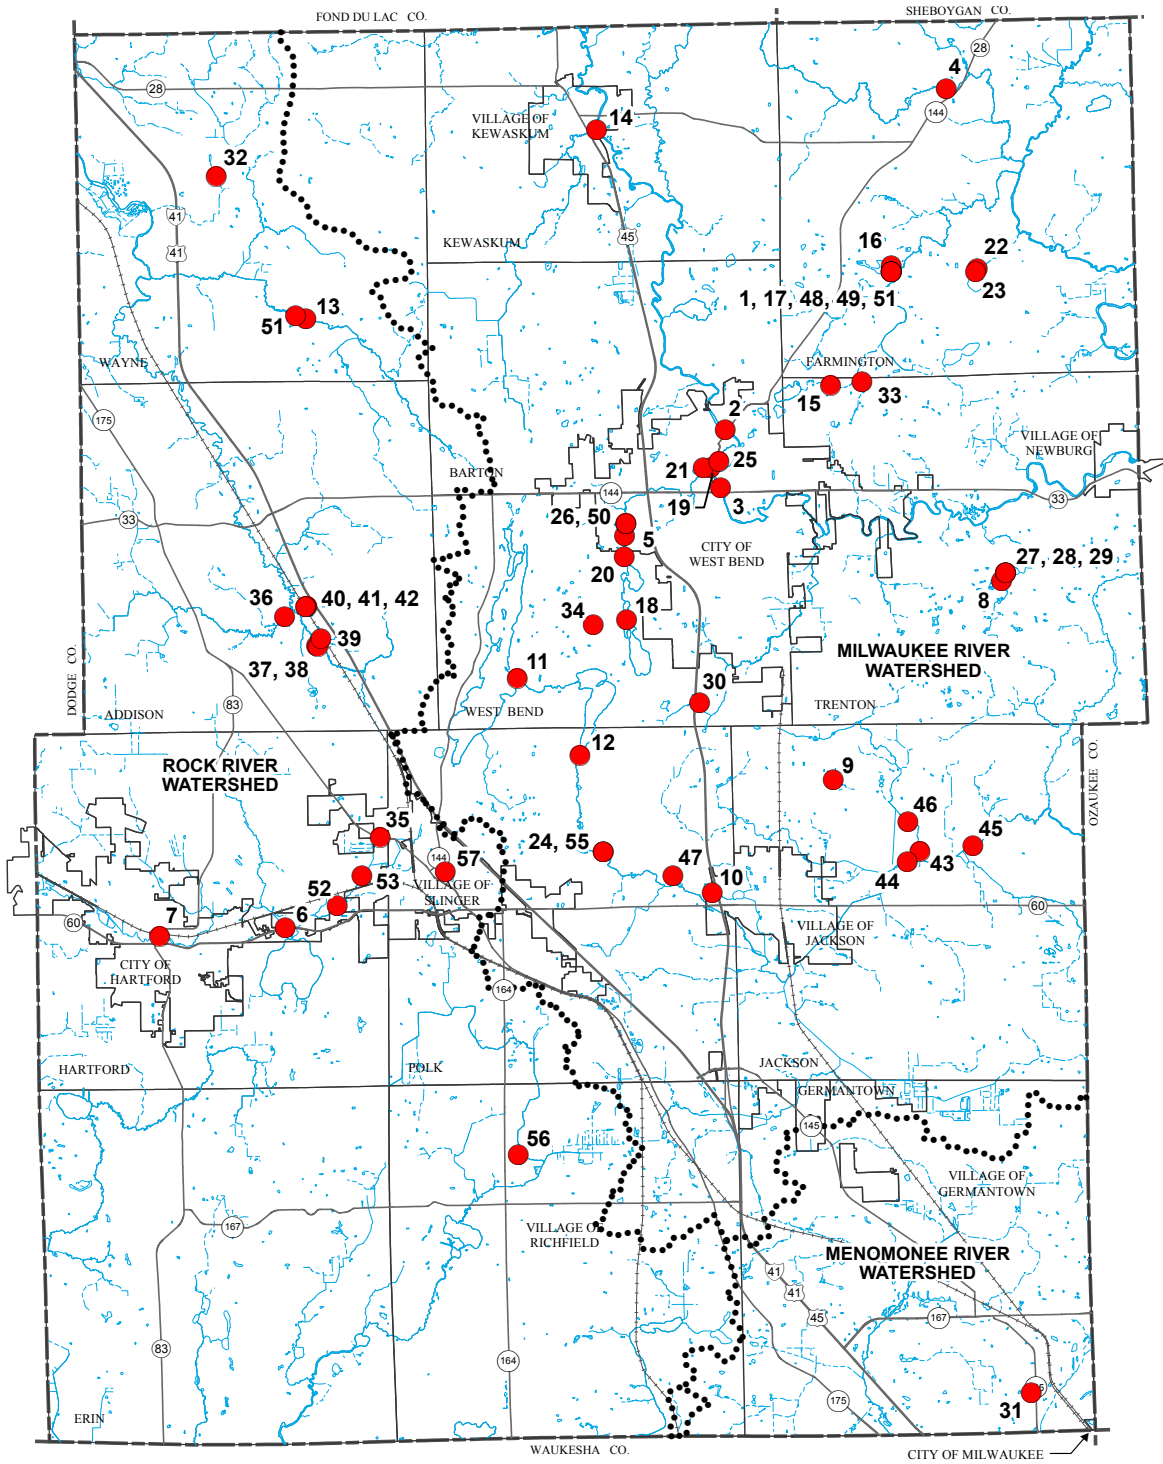 FOND DU LAC CO.
SHEBOYGAN CO.
28
4
28
144
VILLAGE OF
KEWASKUM
14
32
41
41
45
KEWASKUM
16
22
23
1, 17, 48, 49, 51
51
13
WAYNE
FARMINGTON
15
33
175
2
VILLAGE OF
NEWBURG
BARTON
21
25
144
3
33
33
19
26, 50
5
CITY OF
WEST BEND
20
27, 28, 29
8
36
40, 41, 42
34
18
39
37, 38
MILWAUKEE RIVER
WATERSHED
11
DODGE CO.
83
30
ADDISON
WEST BEND
TRENTON
12
ROCK RIVER
WATERSHED
9
OZAUKEE CO.
46
35
45
24, 55
43
144
57
47
44
53
VILLAGE OF
SLINGER
10
52
60
7
6
60
VILLAGE OF
JACKSON
CITY OF
HARTFORD
164
HARTFORD
POLK
JACKSON
GERMANTOWN
145
56
VILLAGE OF
GERMANTOWN
167
VILLAGE OF
RICHFIELD
MENOMONEE RIVER
WATERSHED
41
41
45
167
83
164
175
31
ERIN
WAUKESHA CO.
CITY OF MILWAUKEE